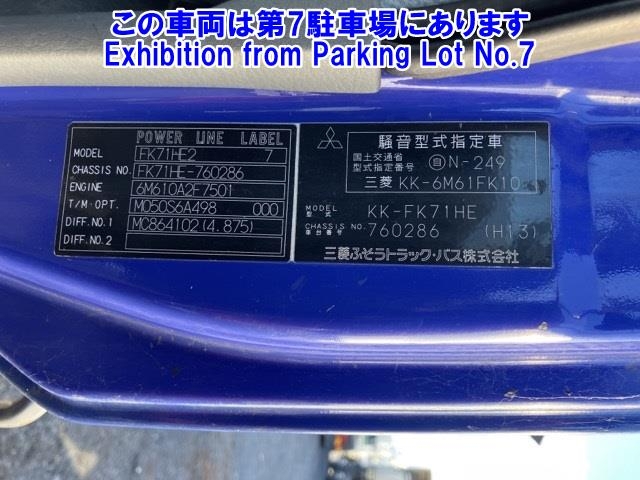 この車両は第7駐車場にあります
Exhibition from Parking Lot No.7
POWER LINE LABEL
MODEL FK71HE2 7
CHASSIS NO. FK71HE-760286
ENGINE 6M610A2F7501
T/M OPT. M050S6A498 000
DIFF.NO.1 MC864102(4.875)
DIFF.NO.2
騒音型式指定車
国土交通省
型式指定番号 自N-249
三菱 KK-6M61FK10
MODEL 型式 KK-FK71HE
CHASSIS NO. 車台番号 760286 (H13)
三菱ふそうトラック・バス株式会社